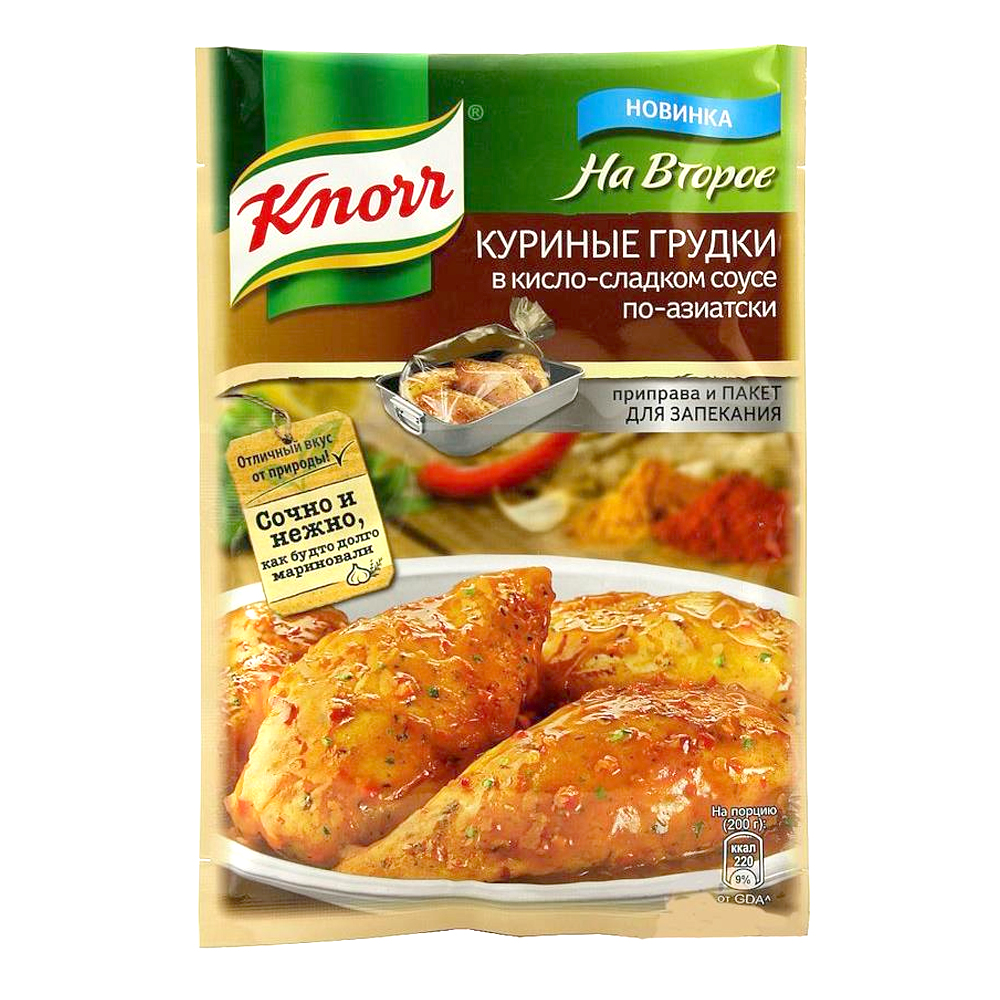 Knorr
®
НОВИНКА
На Второе
КУРИНЫЕ ГРУДКИ
в кисло-сладком соусе
по-азиатски
приправа и ПАКЕТ
ДЛЯ ЗАПЕКАНИЯ
Отличный вкус
от природы!
Сочно и
нежно,
как будто долго
мариновали
На порцию
(200 г):
ккал
220
9%
от GDA^